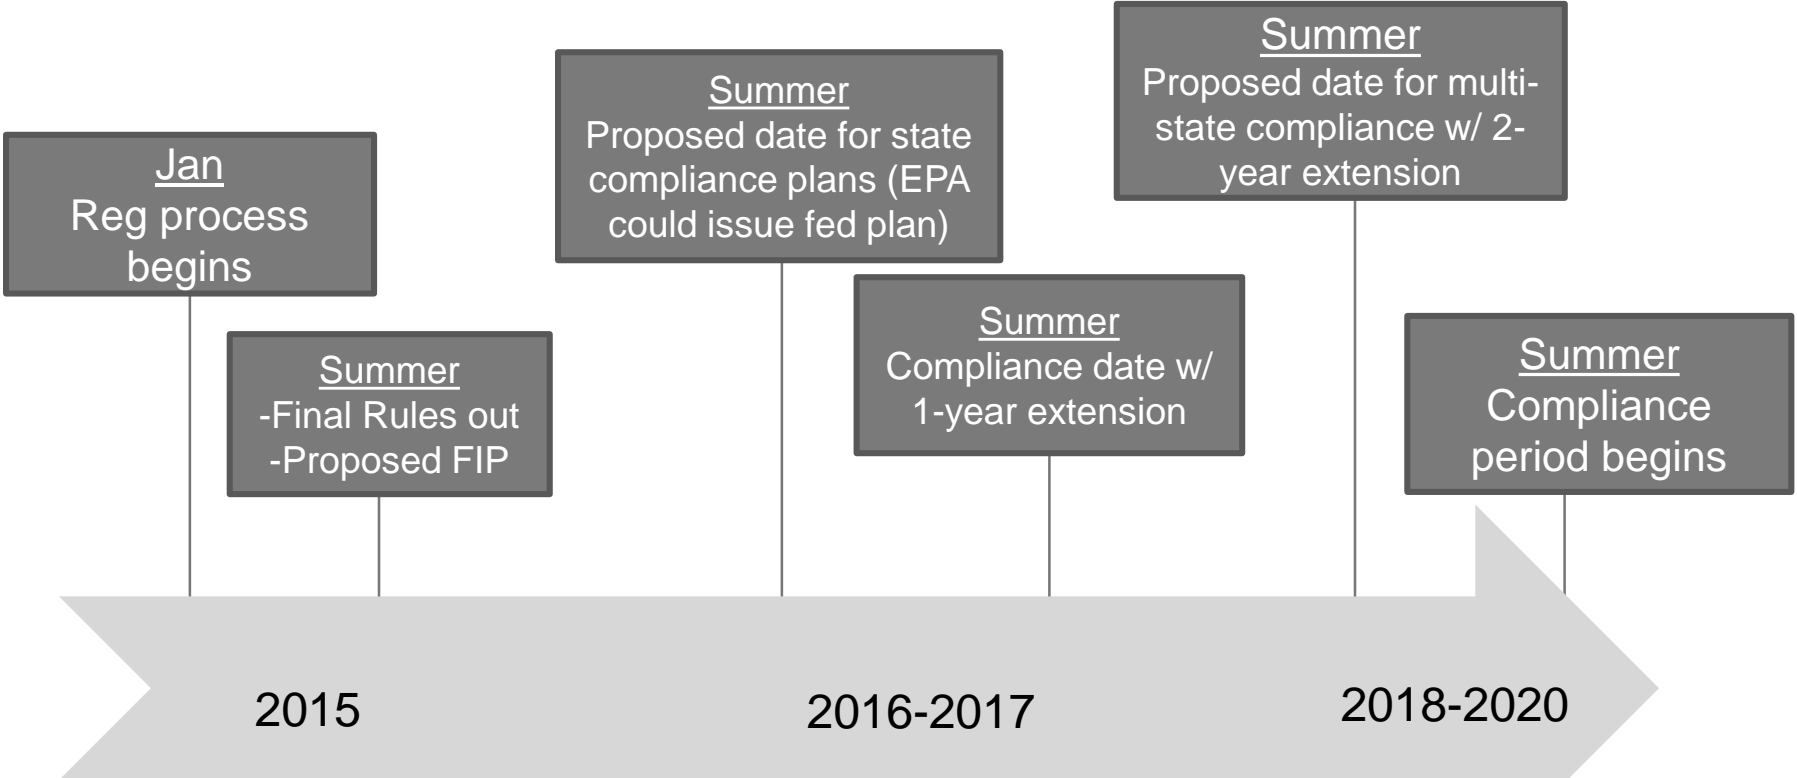 Jan
Reg process
begins
Summer
-Final Rules out
-Proposed FIP
Summer
Proposed date for state
compliance plans (EPA
could issue fed plan)
Summer
Compliance date w/
1-year extension
Summer
Proposed date for multi-
state compliance w/ 2-
year extension
Summer
Compliance
period begins
2015
2016-2017
2018-2020